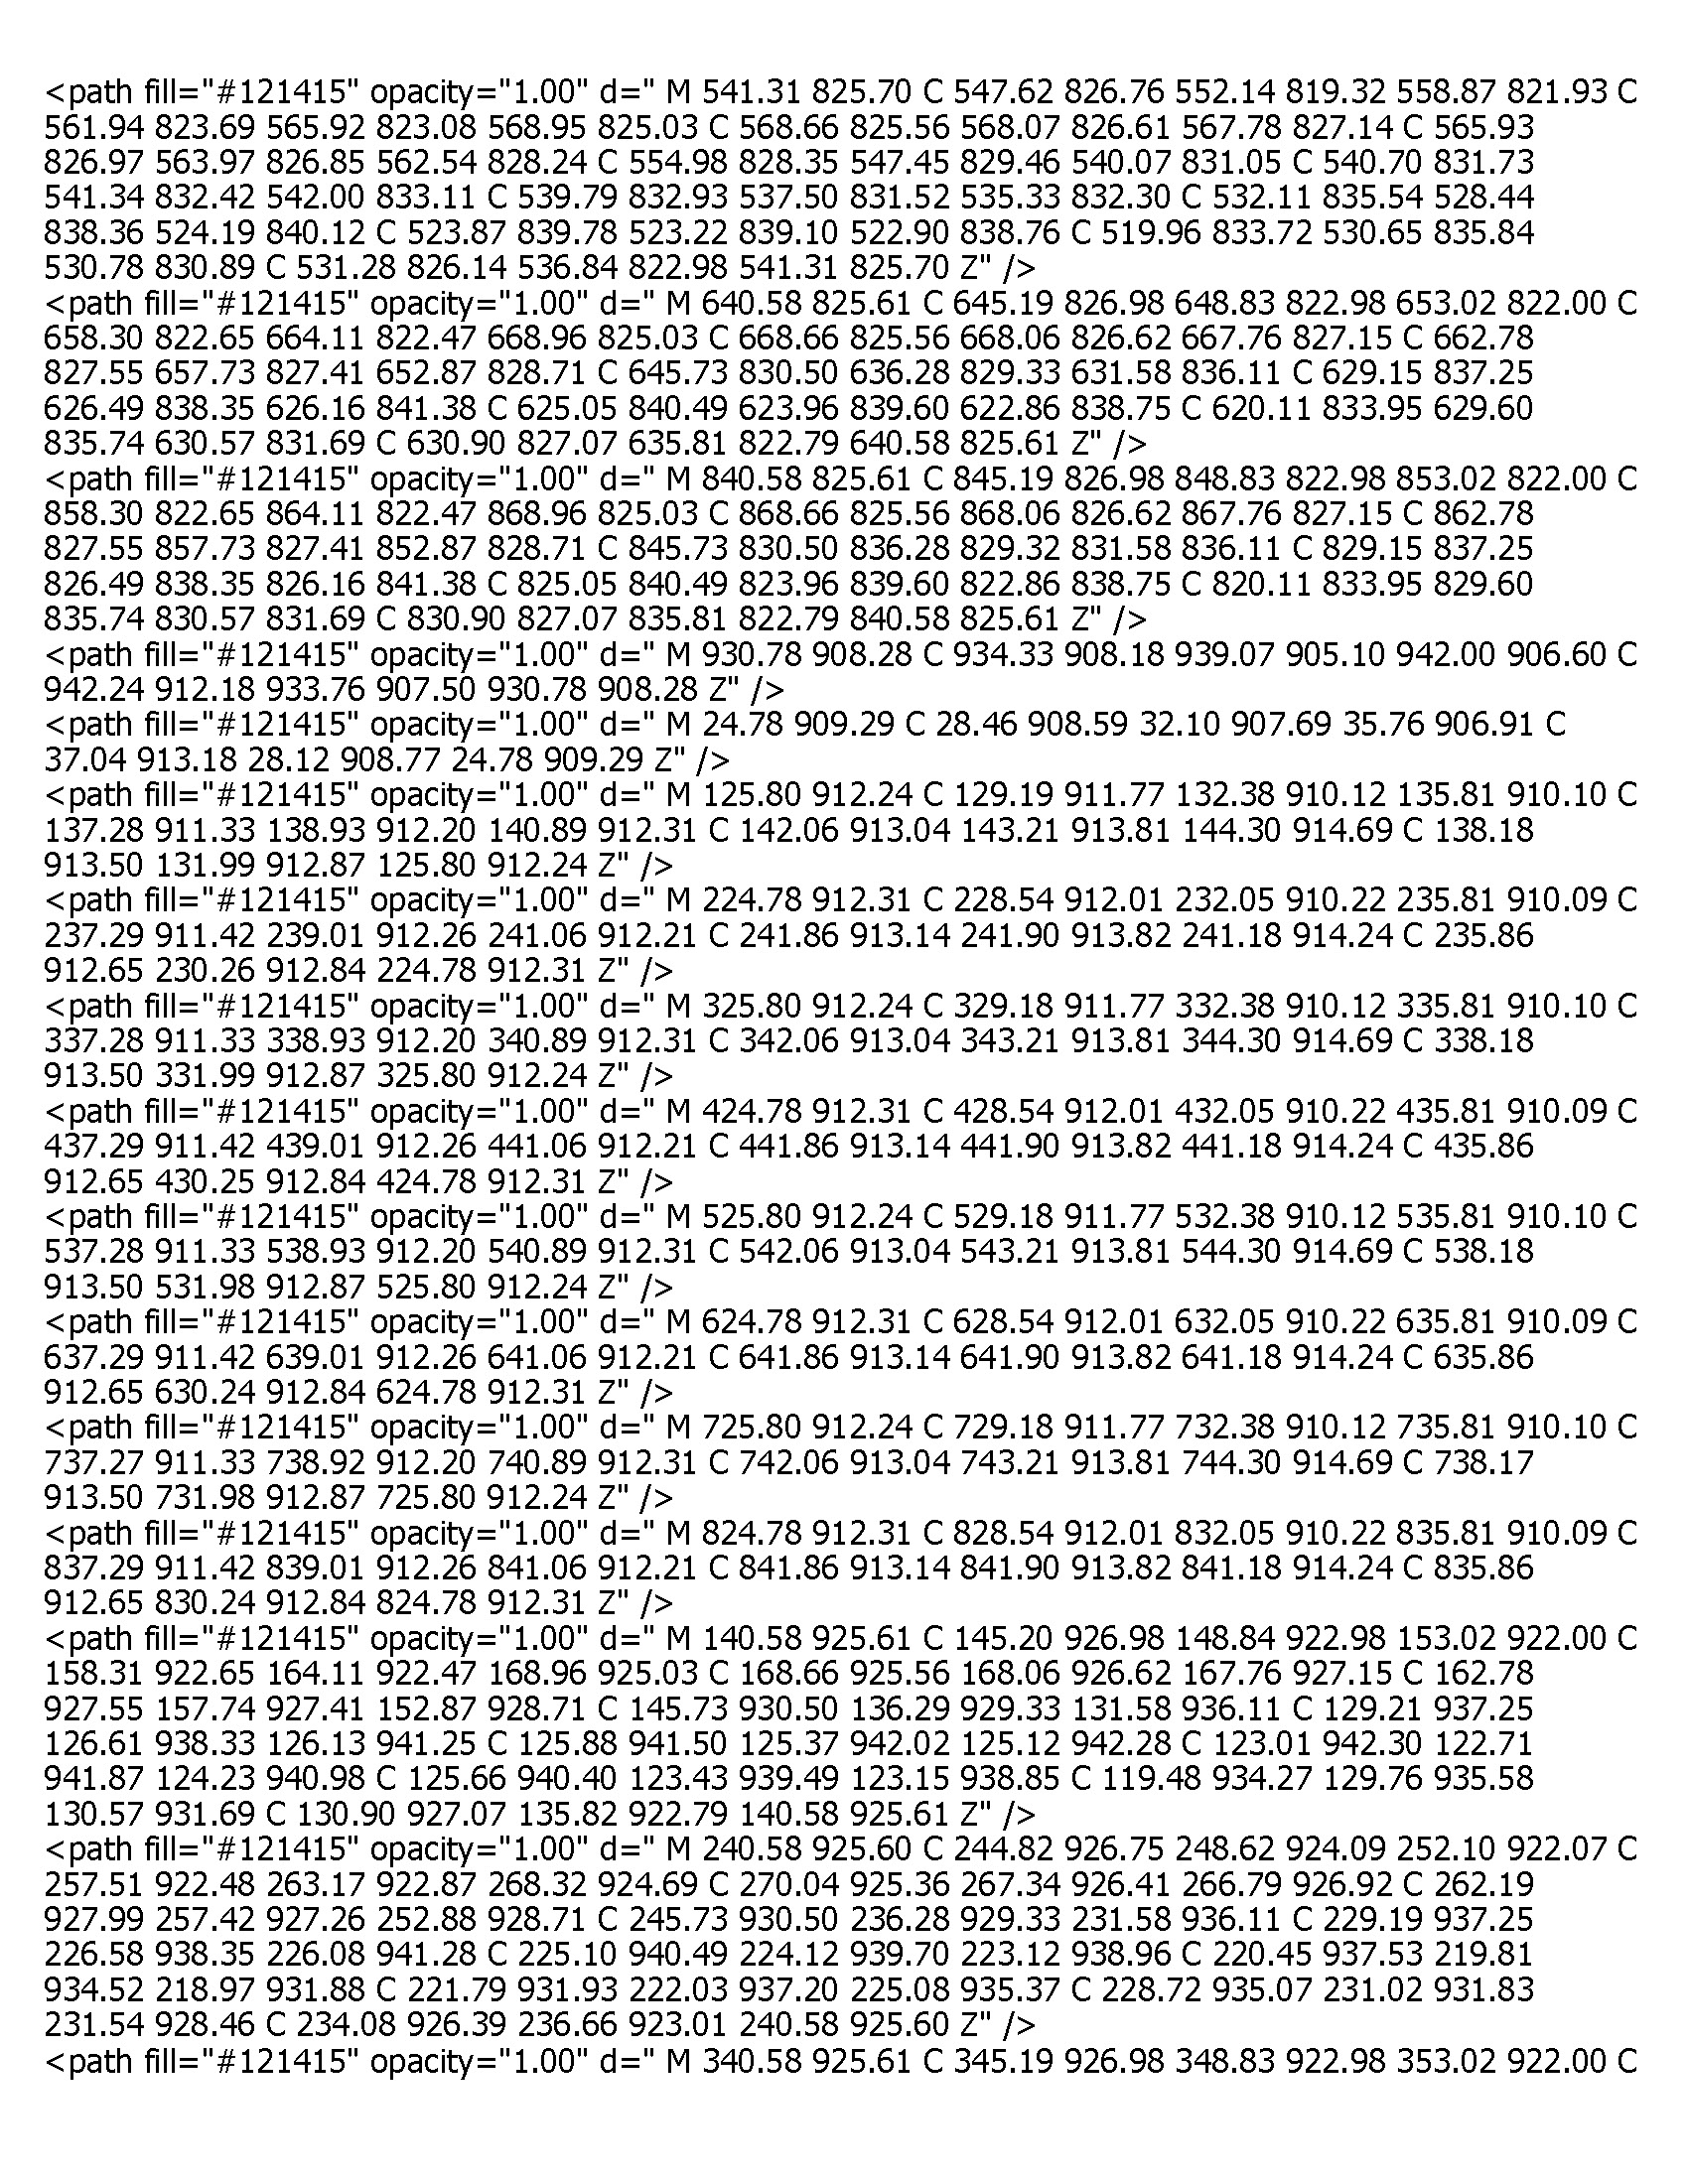 <path fill="#121415" opacity="1.00" d=" M 541.31 825.70 C 547.62 826.76 552.14 819.32 558.87 821.93 C
561.94 823.69 565.92 823.08 568.95 825.03 C 568.66 825.56 568.07 826.61 567.78 827.14 C 565.93
826.97 563.97 826.85 562.54 828.24 C 554.98 828.35 547.45 829.46 540.07 831.05 C 540.70 831.73
541.34 832.42 542.00 833.11 C 539.79 832.93 537.50 831.52 535.33 832.30 C 532.11 835.54 528.44
838.36 524.19 840.12 C 523.87 839.78 523.22 839.10 522.90 838.76 C 519.96 833.72 530.65 835.84
530.78 830.89 C 531.28 826.14 536.84 822.98 541.31 825.70 Z" />
<path fill="#121415" opacity="1.00" d=" M 640.58 825.61 C 645.19 826.98 648.83 822.98 653.02 822.00 C
658.30 822.65 664.11 822.47 668.96 825.03 C 668.66 825.56 668.06 826.62 667.76 827.15 C 662.78
827.55 657.73 827.41 652.87 828.71 C 645.73 830.50 636.28 829.33 631.58 836.11 C 629.15 837.25
626.49 838.35 626.16 841.38 C 625.05 840.49 623.96 839.60 622.86 838.75 C 620.11 833.95 629.60
835.74 630.57 831.69 C 630.90 827.07 635.81 822.79 640.58 825.61 Z" />
<path fill="#121415" opacity="1.00" d=" M 840.58 825.61 C 845.19 826.98 848.83 822.98 853.02 822.00 C
858.30 822.65 864.11 822.47 868.96 825.03 C 868.66 825.56 868.06 826.62 867.76 827.15 C 862.78
827.55 857.73 827.41 852.87 828.71 C 845.73 830.50 836.28 829.32 831.58 836.11 C 829.15 837.25
826.49 838.35 826.16 841.38 C 825.05 840.49 823.96 839.60 822.86 838.75 C 820.11 833.95 829.60
835.74 830.57 831.69 C 830.90 827.07 835.81 822.79 840.58 825.61 Z" />
<path fill="#121415" opacity="1.00" d=" M 930.78 908.28 C 934.33 908.18 939.07 905.10 942.00 906.60 C
942.24 912.18 933.76 907.50 930.78 908.28 Z" />
<path fill="#121415" opacity="1.00" d=" M 24.78 909.29 C 28.46 908.59 32.10 907.69 35.76 906.91 C
37.04 913.18 28.12 908.77 24.78 909.29 Z" />
<path fill="#121415" opacity="1.00" d=" M 125.80 912.24 C 129.19 911.77 132.38 910.12 135.81 910.10 C
137.28 911.33 138.93 912.20 140.89 912.31 C 142.06 913.04 143.21 913.81 144.30 914.69 C 138.18
913.50 131.99 912.87 125.80 912.24 Z" />
<path fill="#121415" opacity="1.00" d=" M 224.78 912.31 C 228.54 912.01 232.05 910.22 235.81 910.09 C
237.29 911.42 239.01 912.26 241.06 912.21 C 241.86 913.14 241.90 913.82 241.18 914.24 C 235.86
912.65 230.26 912.84 224.78 912.31 Z" />
<path fill="#121415" opacity="1.00" d=" M 325.80 912.24 C 329.18 911.77 332.38 910.12 335.81 910.10 C
337.28 911.33 338.93 912.20 340.89 912.31 C 342.06 913.04 343.21 913.81 344.30 914.69 C 338.18
913.50 331.99 912.87 325.80 912.24 Z" />
<path fill="#121415" opacity="1.00" d=" M 424.78 912.31 C 428.54 912.01 432.05 910.22 435.81 910.09 C
437.29 911.42 439.01 912.26 441.06 912.21 C 441.86 913.14 441.90 913.82 441.18 914.24 C 435.86
912.65 430.25 912.84 424.78 912.31 Z" />
<path fill="#121415" opacity="1.00" d=" M 525.80 912.24 C 529.18 911.77 532.38 910.12 535.81 910.10 C
537.28 911.33 538.93 912.20 540.89 912.31 C 542.06 913.04 543.21 913.81 544.30 914.69 C 538.18
913.50 531.98 912.87 525.80 912.24 Z" />
<path fill="#121415" opacity="1.00" d=" M 624.78 912.31 C 628.54 912.01 632.05 910.22 635.81 910.09 C
637.29 911.42 639.01 912.26 641.06 912.21 C 641.86 913.14 641.90 913.82 641.18 914.24 C 635.86
912.65 630.24 912.84 624.78 912.31 Z" />
<path fill="#121415" opacity="1.00" d=" M 725.80 912.24 C 729.18 911.77 732.38 910.12 735.81 910.10 C
737.27 911.33 738.92 912.20 740.89 912.31 C 742.06 913.04 743.21 913.81 744.30 914.69 C 738.17
913.50 731.98 912.87 725.80 912.24 Z" />
<path fill="#121415" opacity="1.00" d=" M 824.78 912.31 C 828.54 912.01 832.05 910.22 835.81 910.09 C
837.29 911.42 839.01 912.26 841.06 912.21 C 841.86 913.14 841.90 913.82 841.18 914.24 C 835.86
912.65 830.24 912.84 824.78 912.31 Z" />
<path fill="#121415" opacity="1.00" d=" M 140.58 925.61 C 145.20 926.98 148.84 922.98 153.02 922.00 C
158.31 922.65 164.11 922.47 168.96 925.03 C 168.66 925.56 168.06 926.62 167.76 927.15 C 162.78
927.55 157.74 927.41 152.87 928.71 C 145.73 930.50 136.29 929.33 131.58 936.11 C 129.21 937.25
126.61 938.33 126.13 941.25 C 125.88 941.50 125.37 942.02 125.12 942.28 C 123.01 942.30 122.71
941.87 124.23 940.98 C 125.66 940.40 123.43 939.49 123.15 938.85 C 119.48 934.27 129.76 935.58
130.57 931.69 C 130.90 927.07 135.82 922.79 140.58 925.61 Z" />
<path fill="#121415" opacity="1.00" d=" M 240.58 925.60 C 244.82 926.75 248.62 924.09 252.10 922.07 C
257.51 922.48 263.17 922.87 268.32 924.69 C 270.04 925.36 267.34 926.41 266.79 926.92 C 262.19
927.99 257.42 927.26 252.88 928.71 C 245.73 930.50 236.28 929.33 231.58 936.11 C 229.19 937.25
226.58 938.35 226.08 941.28 C 225.10 940.49 224.12 939.70 223.12 938.96 C 220.45 937.53 219.81
934.52 218.97 931.88 C 221.79 931.93 222.03 937.20 225.08 935.37 C 228.72 935.07 231.02 931.83
231.54 928.46 C 234.08 926.39 236.66 923.01 240.58 925.60 Z" />
<path fill="#121415" opacity="1.00" d=" M 340.58 925.61 C 345.19 926.98 348.83 922.98 353.02 922.00 C